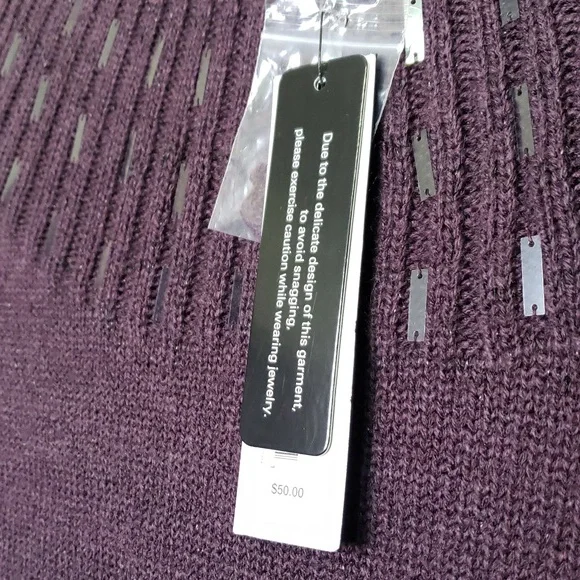 Due to the delicate design of this garment,
to avoid snagging,
please exercise caution while wearing jewelry.
$50.00